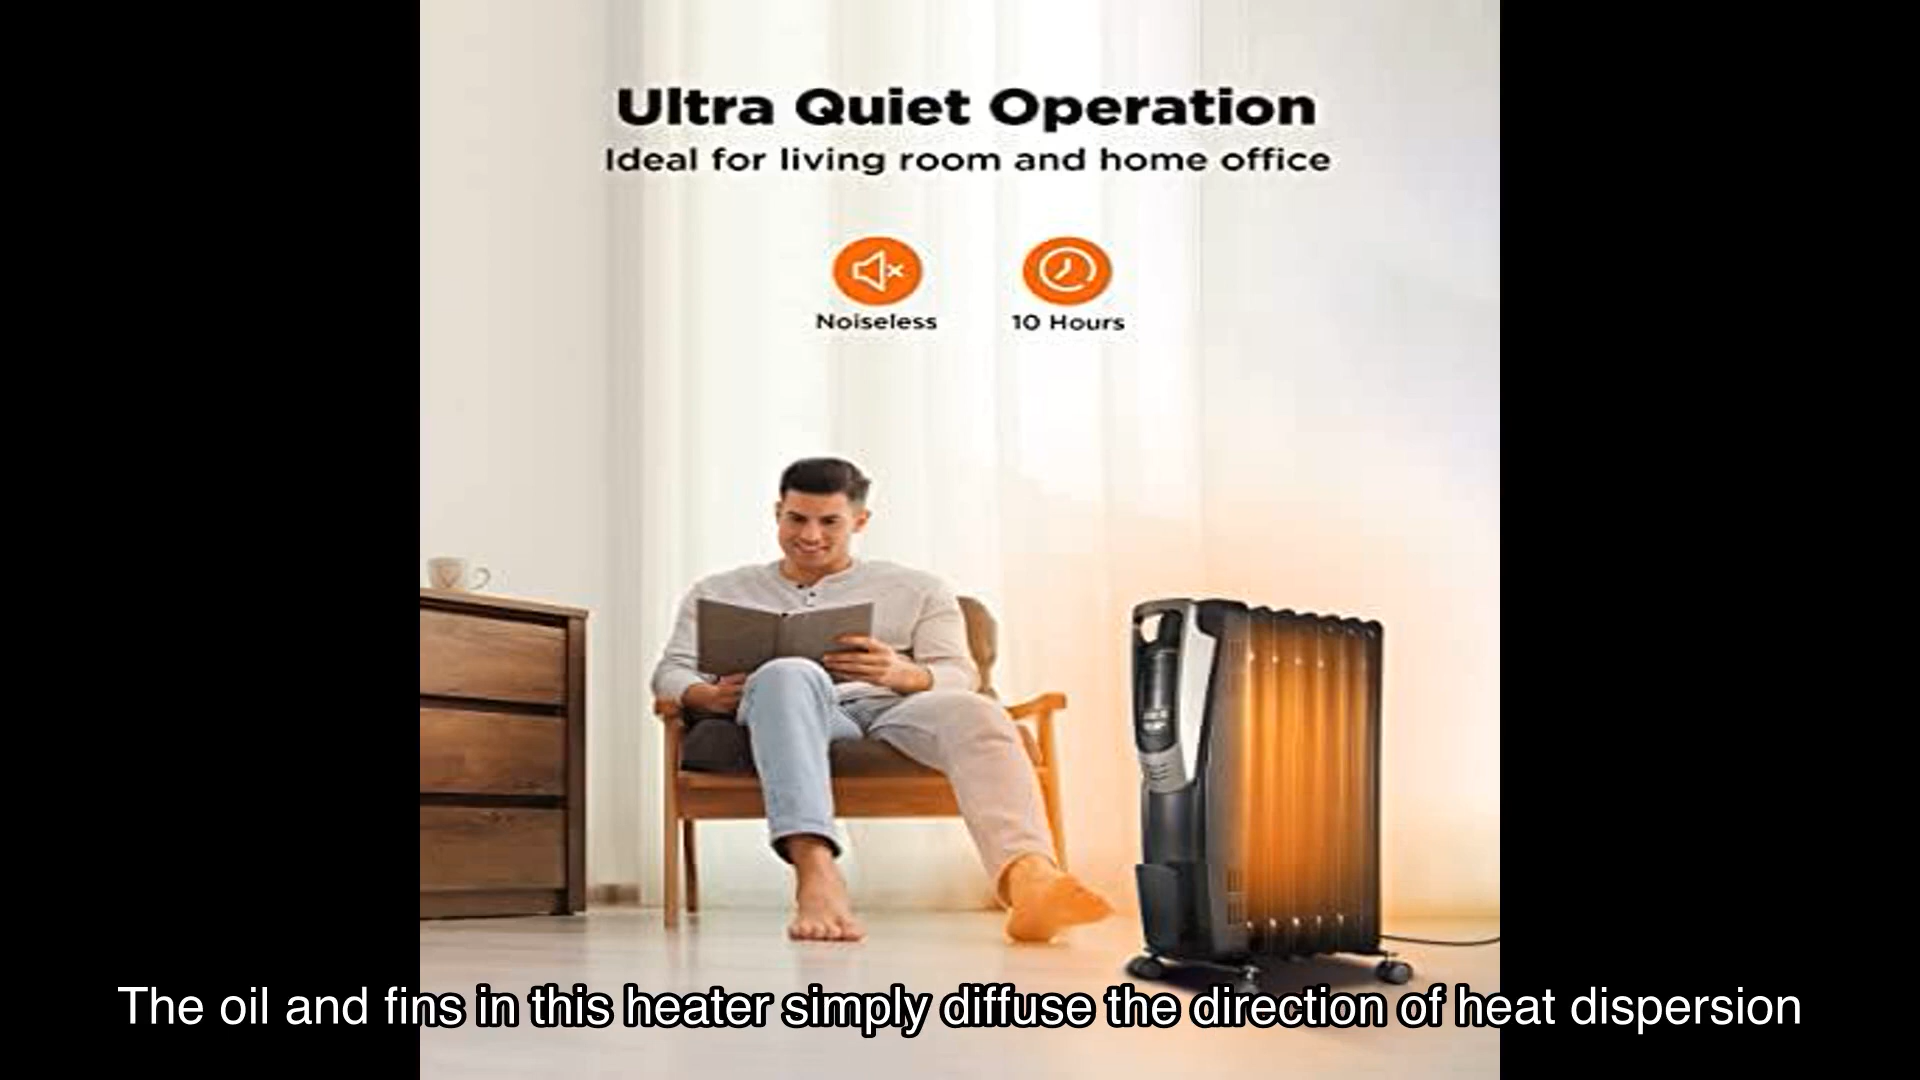 Ultra Quiet Operation
Ideal for living room and home office
Noiseless
10 Hours
The oil and fins in this heater simply diffuse the direction of heat dispersion